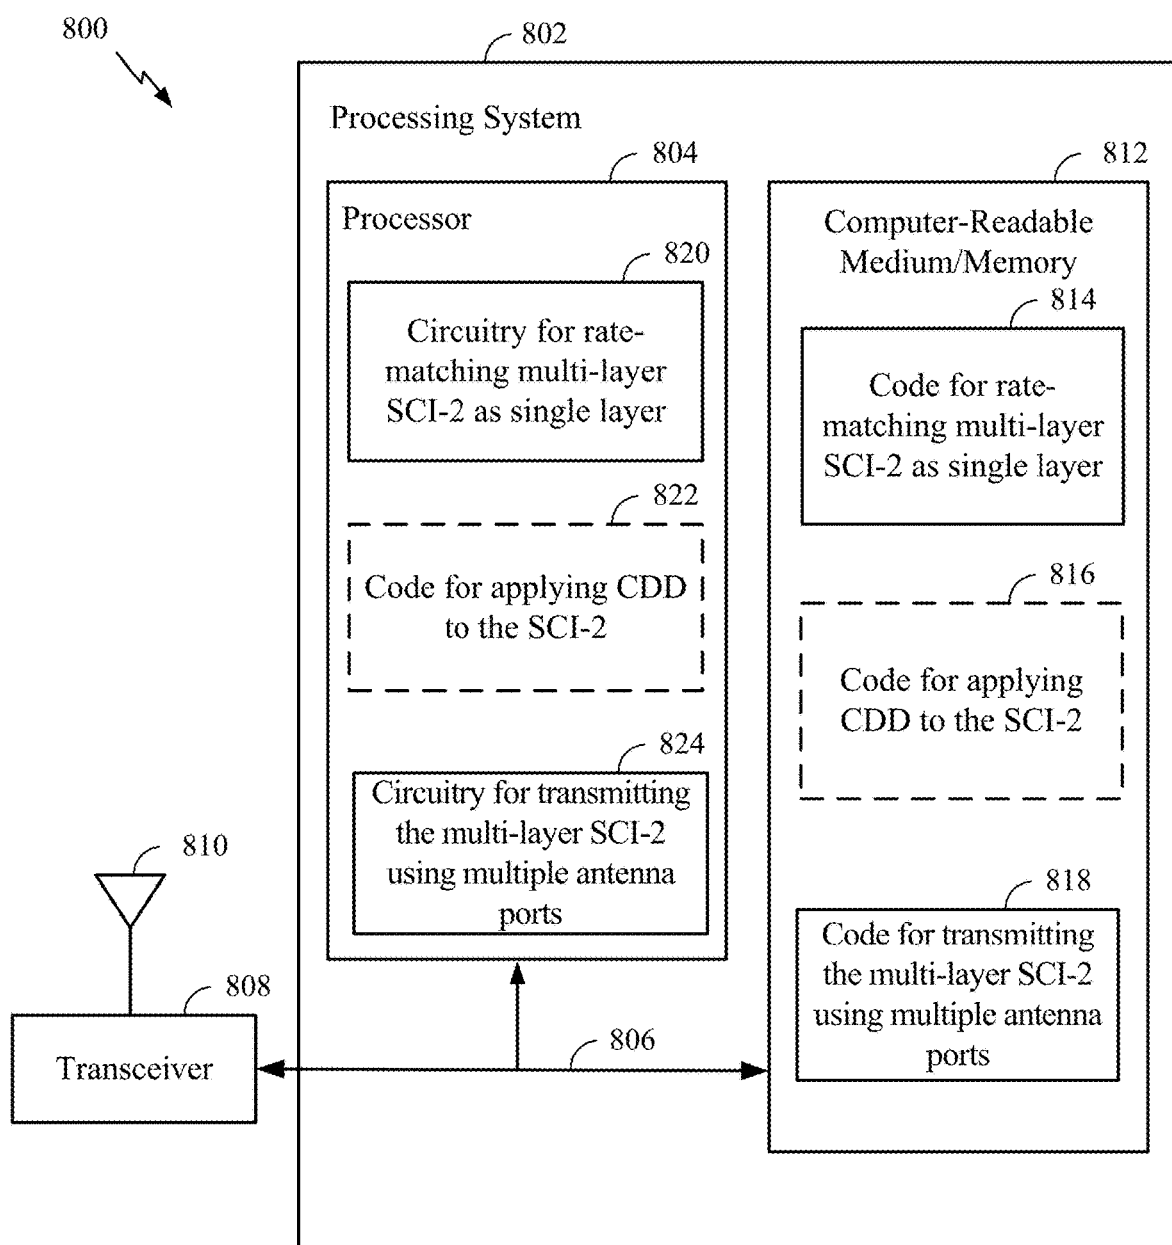 800
802
Processing System
804
Processor
820
Circuitry for rate-
matching multi-layer
SCI-2 as single layer
822
Code for applying CDD
to the SCI-2
824
Circuitry for transmitting
the multi-layer SCI-2
using multiple antenna
ports
812
Computer-Readable
Medium/Memory
814
Code for rate-
matching multi-layer
SCI-2 as single layer
816
Code for applying
CDD to the SCI-2
818
Code for transmitting
the multi-layer SCI-2
using multiple antenna
ports
810
808
Transceiver
806